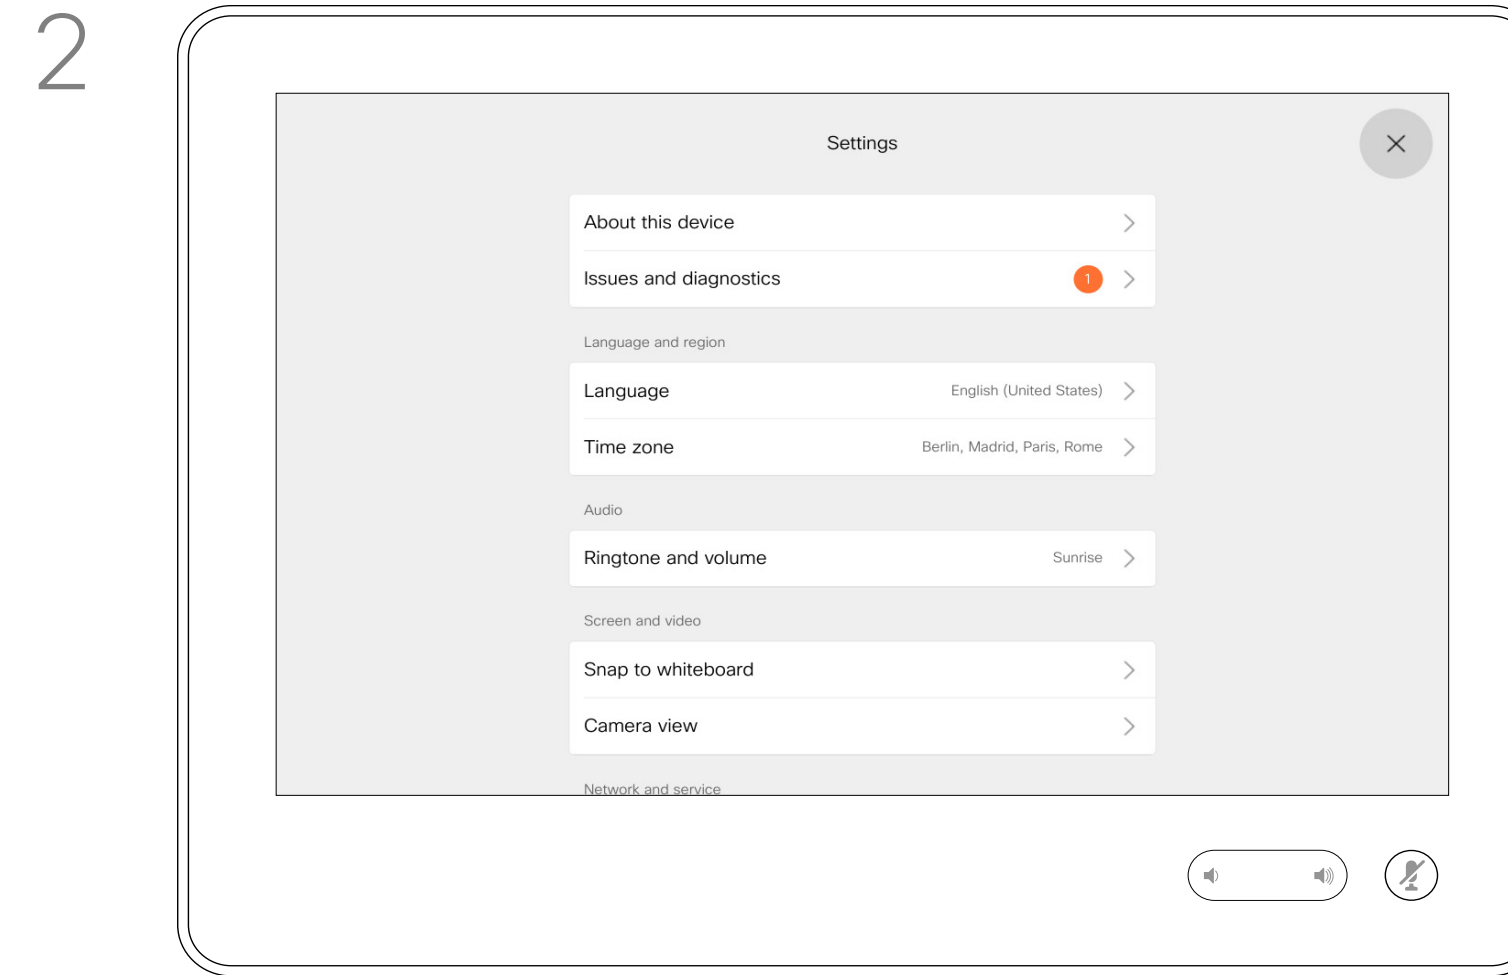 2
Settings
About this device
Issues and diagnostics 1
Language and region
Language English (United States)
Time zone Berlin, Madrid, Paris, Rome
Audio
Ringtone and volume Sunrise
Screen and video
Snap to whiteboard
Camera view
Network and service